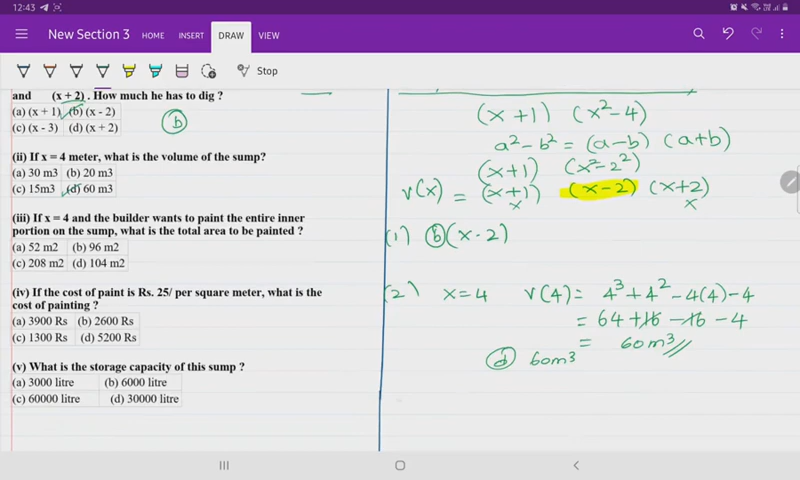 12:43
New Section 3 HOME INSERT DRAW VIEW
Stop
and (x + 2) . How much he has to dig ?
(a) (x + 1) (b) (x - 2)
(c) (x - 3) (d) (x + 2)
(b)
(ii) If x = 4 meter, what is the volume of the sump?
(a) 30 m3 (b) 20 m3
(c) 15m3 (d) 60 m3
(iii) If x = 4 and the builder wants to paint the entire inner
portion on the sump, what is the total area to be painted ?
(a) 52 m2 (b) 96 m2
(c) 208 m2 (d) 104 m2
(iv) If the cost of paint is Rs. 25/ per square meter, what is the
cost of painting ?
(a) 3900 Rs (b) 2600 Rs
(c) 1300 Rs (d) 5200 Rs
(v) What is the storage capacity of this sump ?
(a) 3000 litre (b) 6000 litre
(c) 60000 litre (d) 30000 litre
(x+1) (x²-4)
a²-b² = (a-b) (a+b)
(x+1) (x²-2²)
v(x) = (x+1) (x-2) (x+2)
x x
(1) (b) (x-2)
(2) x=4 v(4) = 4³+4²-4(4)-4
= 64+16-16-4
= 60m³
(d) 60m³